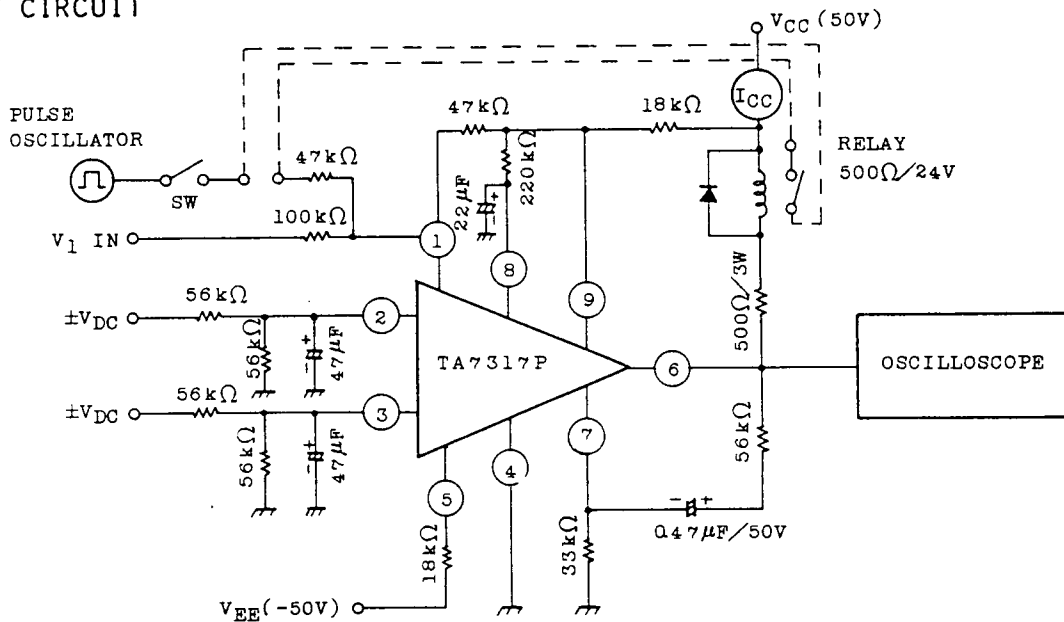 CIRCUIT
VCC (50V)
ICC
PULSE
OSCILLATOR
47kΩ
18kΩ
RELAY
500Ω/24V
47kΩ
220kΩ
22μF
- +
SW
100kΩ
V1 IN
1
8
9
500Ω/3W
56kΩ
±VDC
2
56kΩ
- +
47μF
TA7317P
6
OSCILLOSCOPE
56kΩ
±VDC
3
56kΩ
- +
47μF
7
56kΩ
4
5
18kΩ
33kΩ
- +
0.47μF/50V
VEE(-50V)